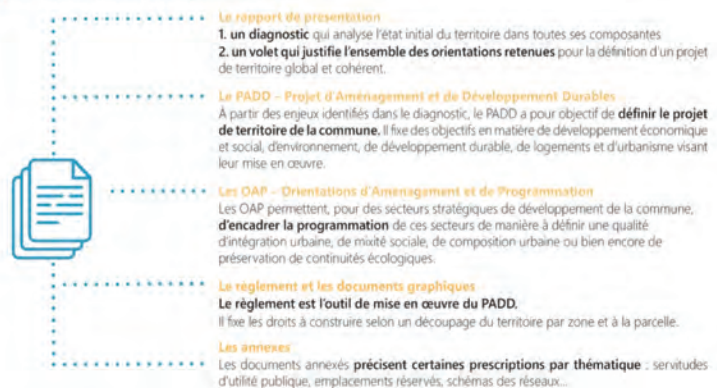 Le rapport de présentation
1. un diagnostic qui analyse l'état initial du territoire dans toutes ses composantes
2. un volet qui justifie l'ensemble des orientations retenues pour la définition d'un projet
de territoire global et cohérent.
Le PADD – Projet d'Aménagement et de Développement Durables
À partir des enjeux identifiés dans le diagnostic, le PADD a pour objectif de définir le projet
de territoire de la commune. Il fixe des objectifs en matière de développement économique
et social, d'environnement, de développement durable, de logements et d'urbanisme visant
leur mise en œuvre.
Les OAP – Orientations d'Aménagement et de Programmation
Les OAP permettent, pour des secteurs stratégiques de développement de la commune,
d'encadrer la programmation de ces secteurs de manière à définir une qualité
d'intégration urbaine, de mixité sociale, de composition urbaine ou bien encore de
préservation de continuités écologiques.
Le règlement et les documents graphiques
Le règlement est l'outil de mise en œuvre du PADD.
Il fixe les droits à construire selon un découpage du territoire par zone et à la parcelle.
Les annexes
Les documents annexés précisent certaines prescriptions par thématique : servitudes
d'utilité publique, emplacements réservés, schémas des réseaux...